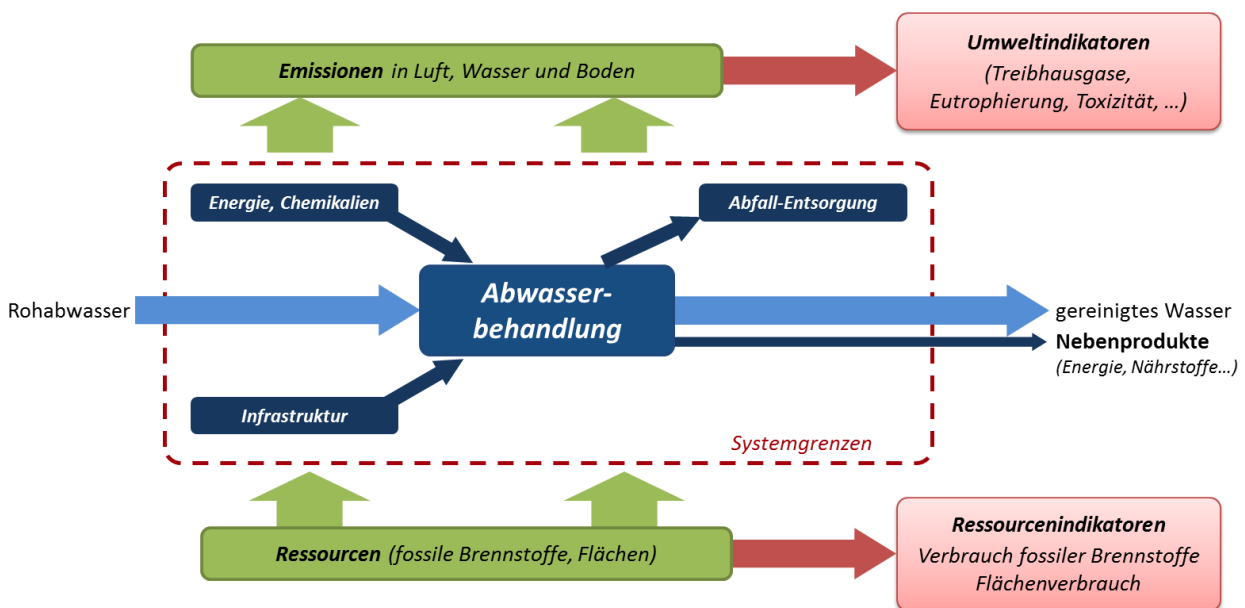 Emissionen in Luft, Wasser und Boden
Umweltindikatoren
(Treibhausgase,
Eutrophierung, Toxizität, ...)
Energie, Chemikalien
Abfall-Entsorgung
Rohabwasser
Abwasser-
behandlung
gereinigtes Wasser
Nebenprodukte
(Energie, Nährstoffe...)
Infrastruktur
Systemgrenzen
Ressourcen (fossile Brennstoffe, Flächen)
Ressourcenindikatoren
Verbrauch fossiler Brennstoffe
Flächenverbrauch